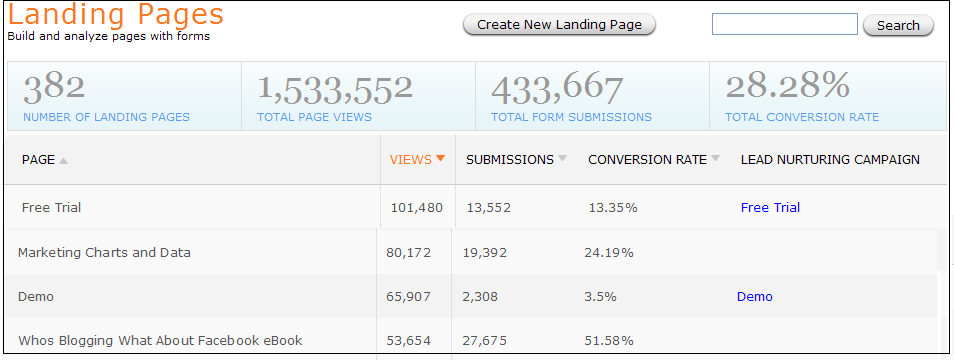 Landing Pages
Build and analyze pages with forms
Create New Landing Page
Search
382 1,533,552 433,667 28.28%
NUMBER OF LANDING PAGES TOTAL PAGE VIEWS TOTAL FORM SUBMISSIONS TOTAL CONVERSION RATE
PAGE VIEWS SUBMISSIONS CONVERSION RATE LEAD NURTURING CAMPAIGN
Free Trial 101,480 13,552 13.35% Free Trial
Marketing Charts and Data 80,172 19,392 24.19%
Demo 65,907 2,308 3.5% Demo
Whos Blogging What About Facebook eBook 53,654 27,675 51.58%